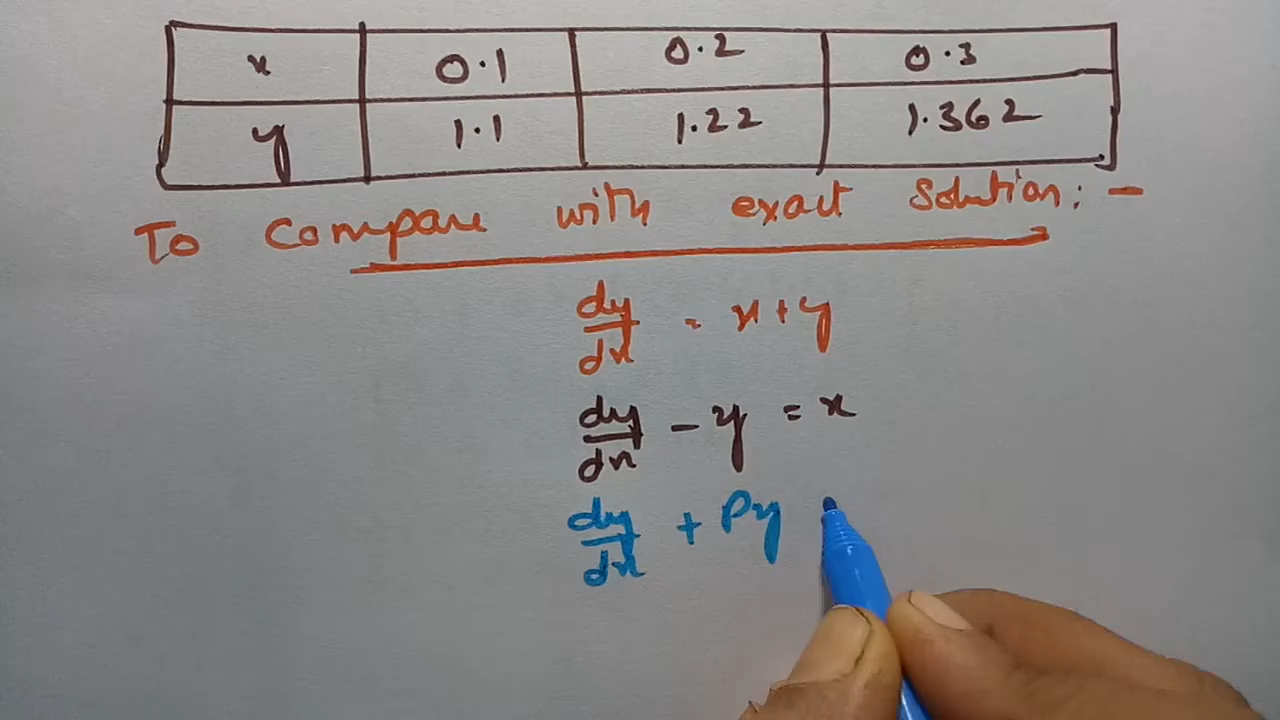 x 0.1 0.2 0.3
y 1.1 1.22 1.362
To Compare with exact Solution:-
dy/dx = x+y
dy/dx - y = x
dy/dx + Py